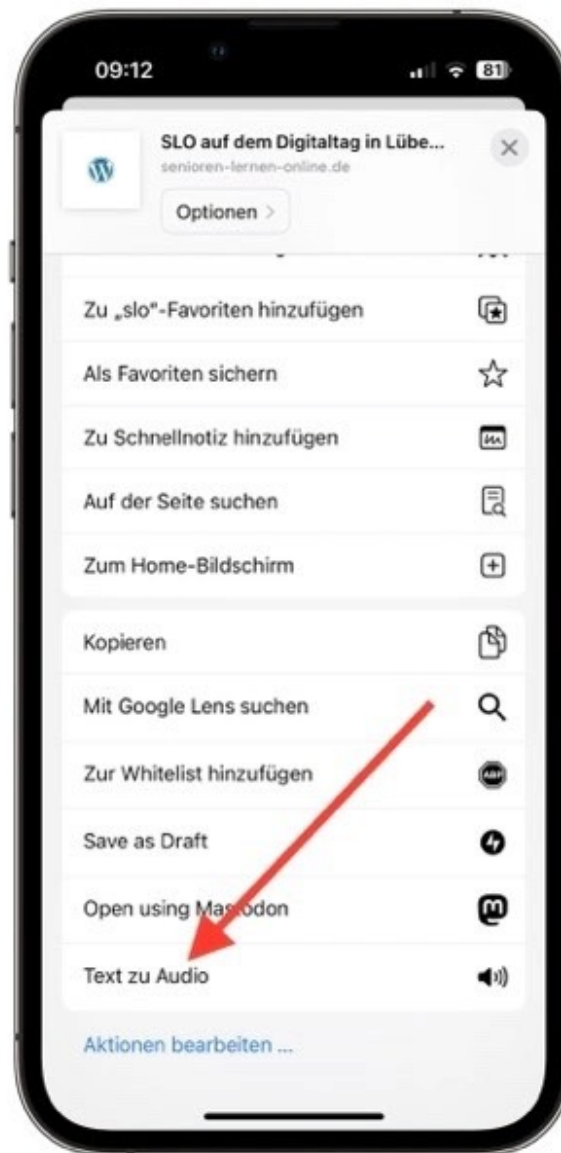 09:12
81
SLO auf dem Digitaltag in Lübe...
senioren-lernen-online.de
Optionen >
Zu „slo"-Favoriten hinzufügen
Als Favoriten sichern
Zu Schnellnotiz hinzufügen
Auf der Seite suchen
Zum Home-Bildschirm
Kopieren
Mit Google Lens suchen
Zur Whitelist hinzufügen
ABP
Save as Draft
Open using Mastodon
Text zu Audio
Aktionen bearbeiten ...